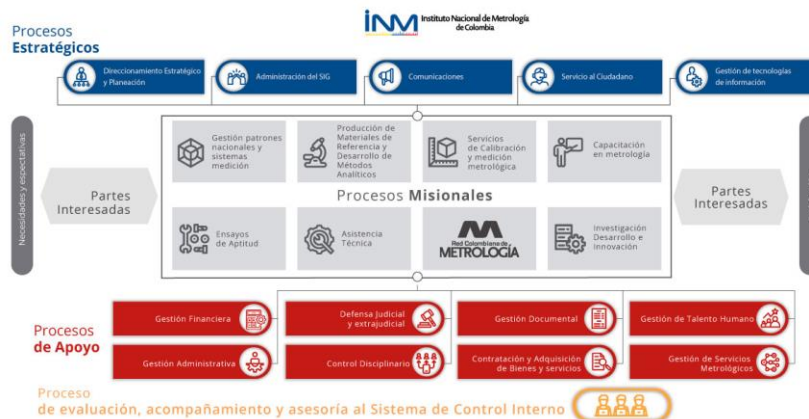 INM Instituto Nacional de Metrología
de Colombia
Procesos
Estratégicos
Direccionamiento Estratégico
y Planeación
Administración del SIG
Comunicaciones
Servicio al Ciudadano
Gestión de tecnologías
de información
Necesidades y espectativas
Partes
Interesadas
Gestión patrones
nacionales y
sistemas
medición
Producción de
Materiales de
Referencia y
Desarrollo de
Métodos
Analíticos
Servicios
de Calibración
y medición
metrológica
Capacitación
en metrología
Procesos Misionales
Ensayos
de Aptitud
Asistencia
Técnica
Red Colombiana de
METROLOGÍA
Investigación
Desarrollo e
innovación
Partes
Interesadas
Procesos
de Apoyo
Gestión Financiera
Defensa Judicial
y extrajudicial
Gestión Documental
Gestión de Talento Humano
Gestión Administrativa
Control Disciplinario
Contratación y Adquisición
de Bienes y servicios
Gestión de Servicios
Metrológicos
Proceso
de evaluación, acompañamiento y asesoría al Sistema de Control Interno